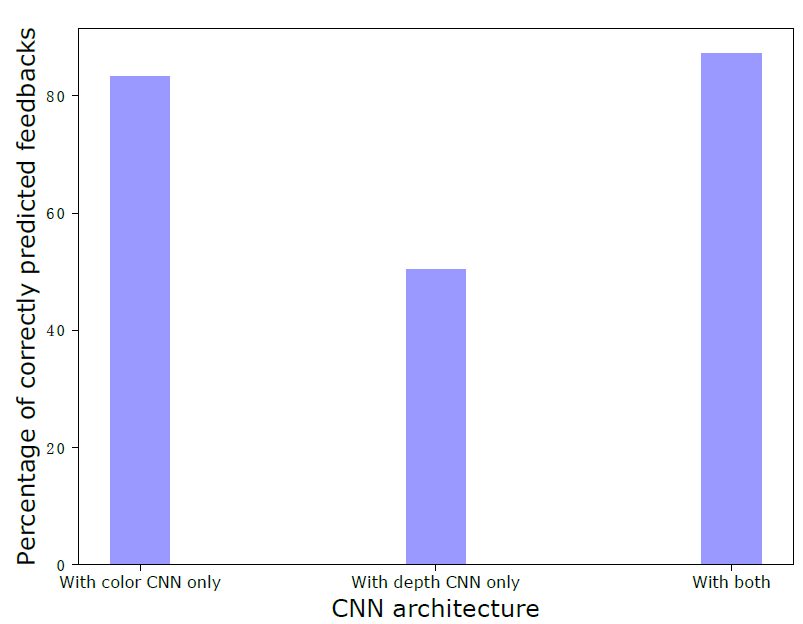 Percentage of correctly predicted feedbacks
80
60
40
20
0
With color CNN only
With depth CNN only
With both
CNN architecture